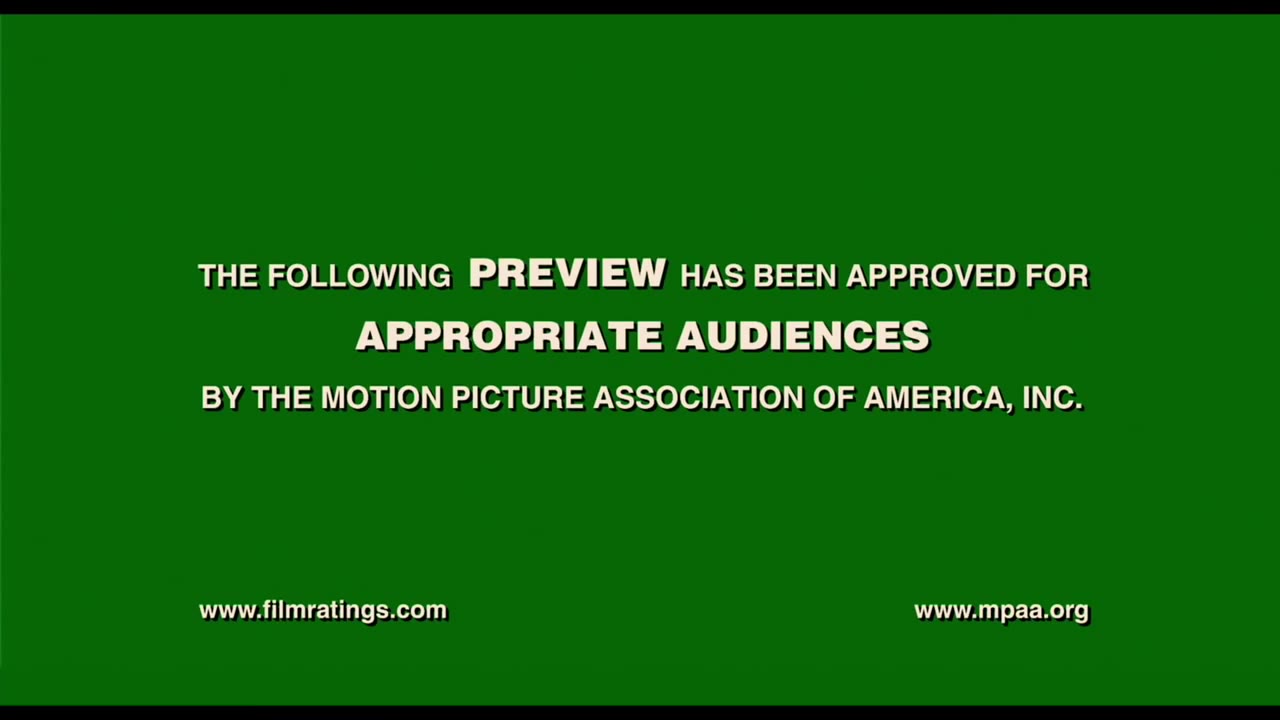 THE FOLLOWING PREVIEW HAS BEEN APPROVED FOR
APPROPRIATE AUDIENCES
BY THE MOTION PICTURE ASSOCIATION OF AMERICA, INC.
www.filmratings.com www.mpaa.org